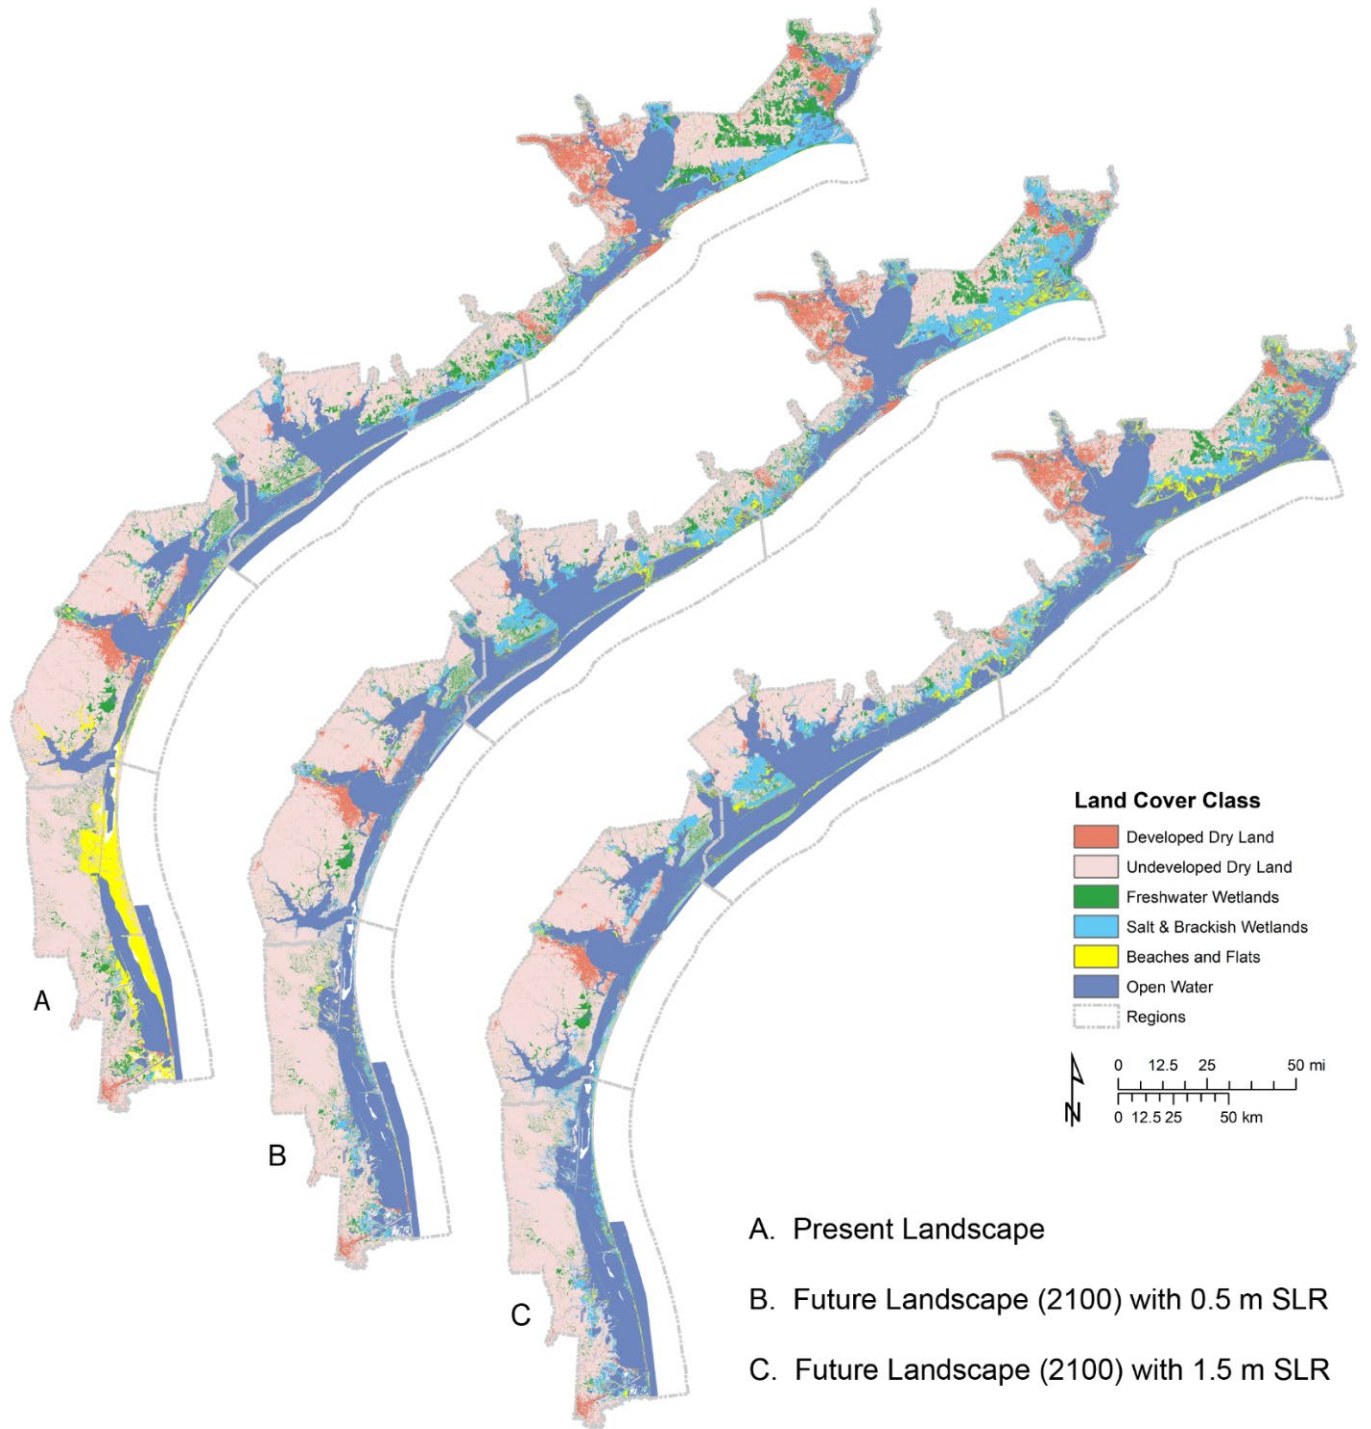 Land Cover Class
Developed Dry Land
Undeveloped Dry Land
Freshwater Wetlands
Salt & Brackish Wetlands
Beaches and Flats
Open Water
Regions
0 12.5 25 50 mi
0 12.5 25 50 km
N
A
B
C
A. Present Landscape
B. Future Landscape (2100) with 0.5 m SLR
C. Future Landscape (2100) with 1.5 m SLR